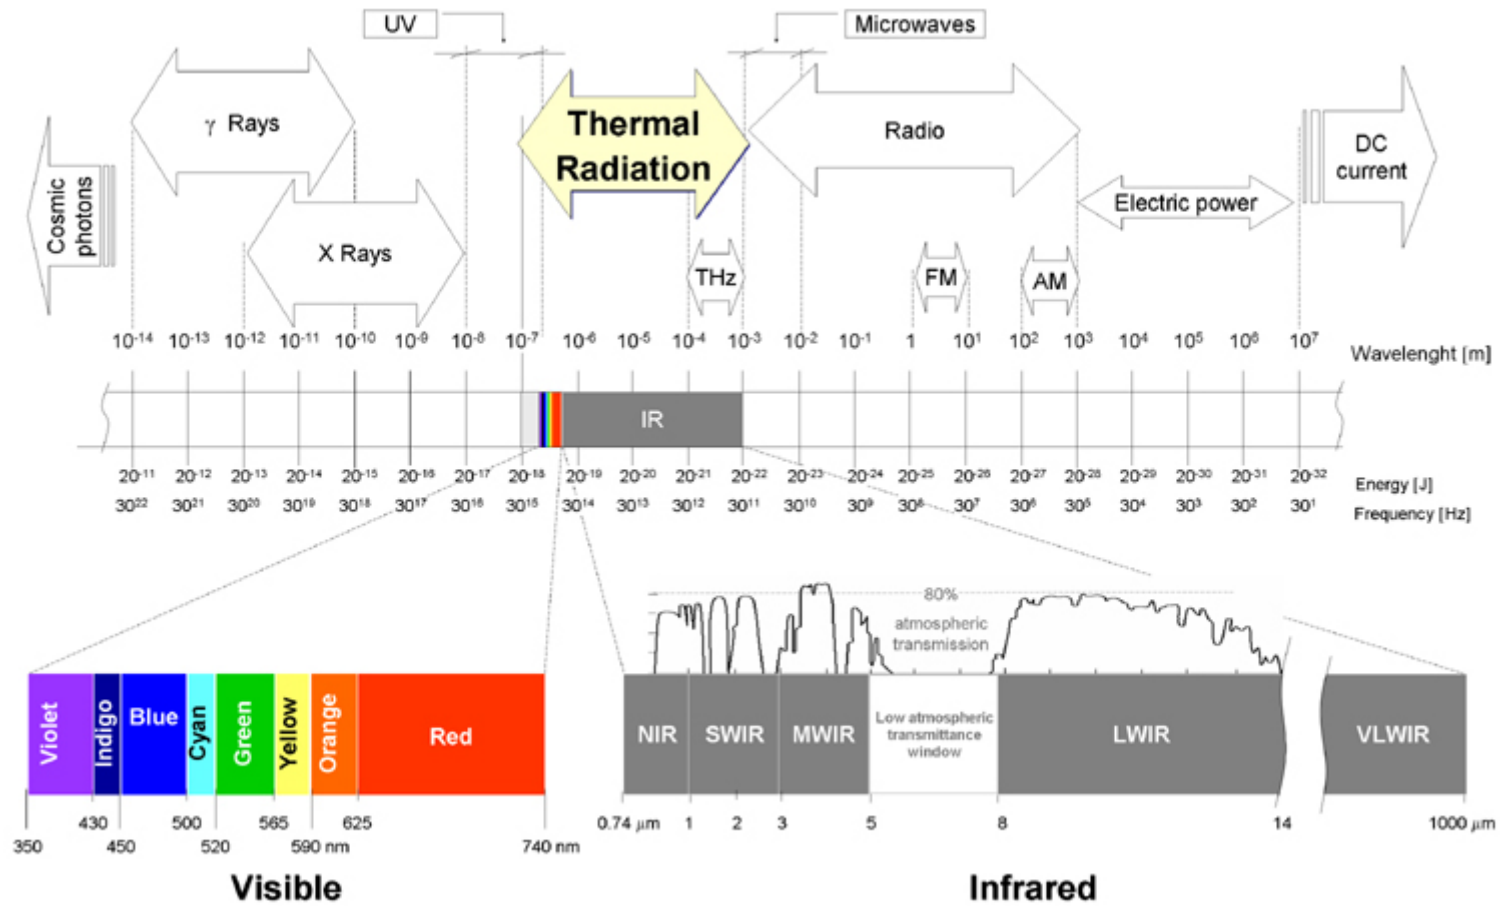 UV
Microwaves
γ Rays
Thermal
Radiation
Radio
DC
current
Cosmic
photons
X Rays
Electric power
THz
FM
AM
10-14 10-13 10-12 10-11 10-10 10-9 10-8 10-7 10-6 10-5 10-4 10-3 10-2 10-1 1 101 102 103 104 105 106 107
Wavelenght [m]
IR
20-11 20-12 20-13 20-14 20-15 20-16 20-17 20-18 20-19 20-20 20-21 20-22 20-23 20-24 20-25 20-26 20-27 20-28 20-29 20-30 20-31 20-32
Energy [J]
3022 3021 3020 3019 3018 3017 3016 3015 3014 3013 3012 3011 3010 309 308 307 306 305 304 303 302 301
Frequency [Hz]
80%
atmospheric
transmission
Violet
Indigo
Blue
Cyan
Green
Yellow
Orange
Red
NIR
SWIR
MWIR
Low atmospheric
transmittance
window
LWIR
VLWIR
430 500 565 625
350 450 520 590 nm 740 nm
0.74 μm 1 2 3 5 8 14 1000 μm
Visible
Infrared